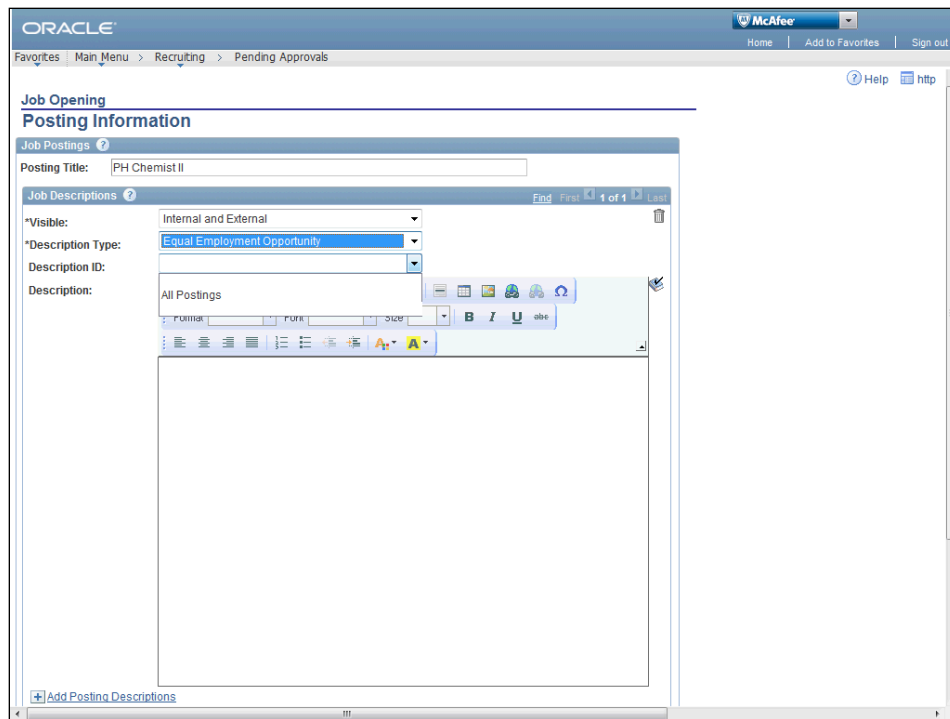 ORACLE
McAfee
Home | Add to Favorites | Sign out
Favorites Main Menu > Recruiting > Pending Approvals
Help http
Job Opening
Posting Information
Job Postings
Posting Title: PH Chemist II
Job Descriptions Find First 1 of 1 Last
*Visible: Internal and External
*Description Type: Equal Employment Opportunity
Description ID:
Description:
All Postings
Format Font Size B I U abc
A A
Add Posting Descriptions